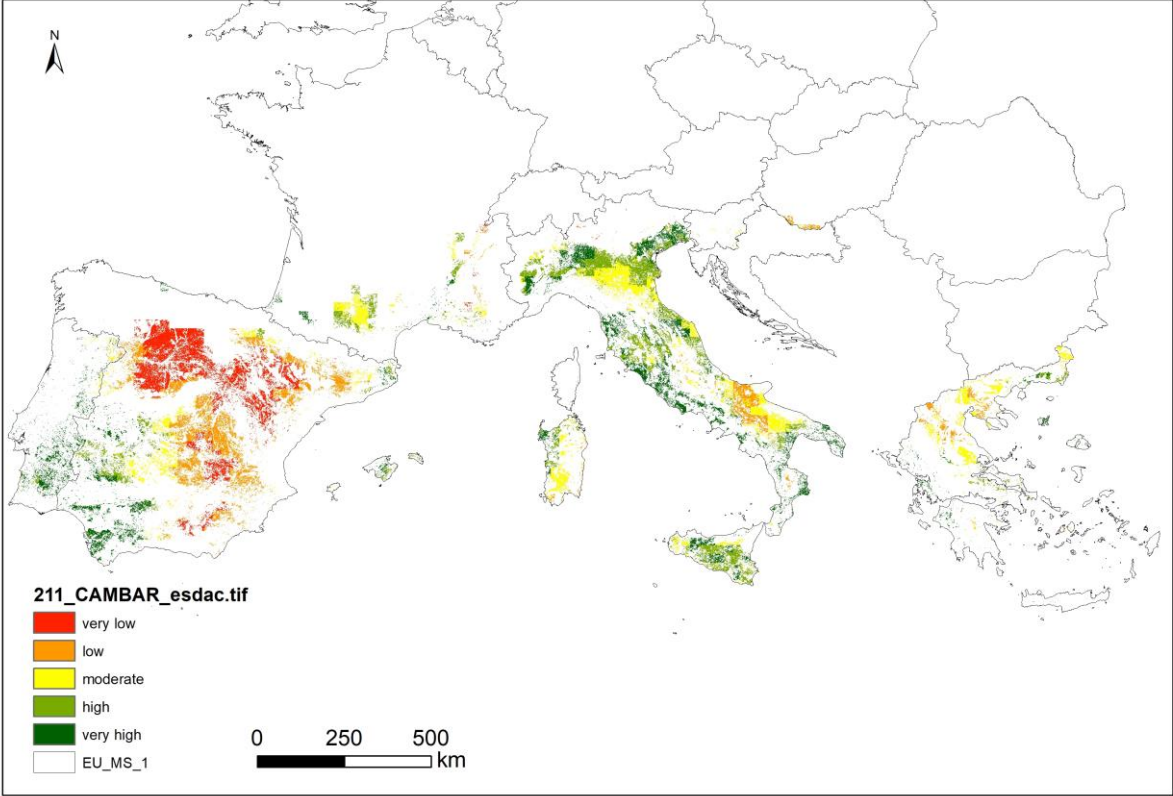 N
211_CAMBAR_esdac.tif
very low
low
moderate
high
very high
EU_MS_1
0 250 500
km